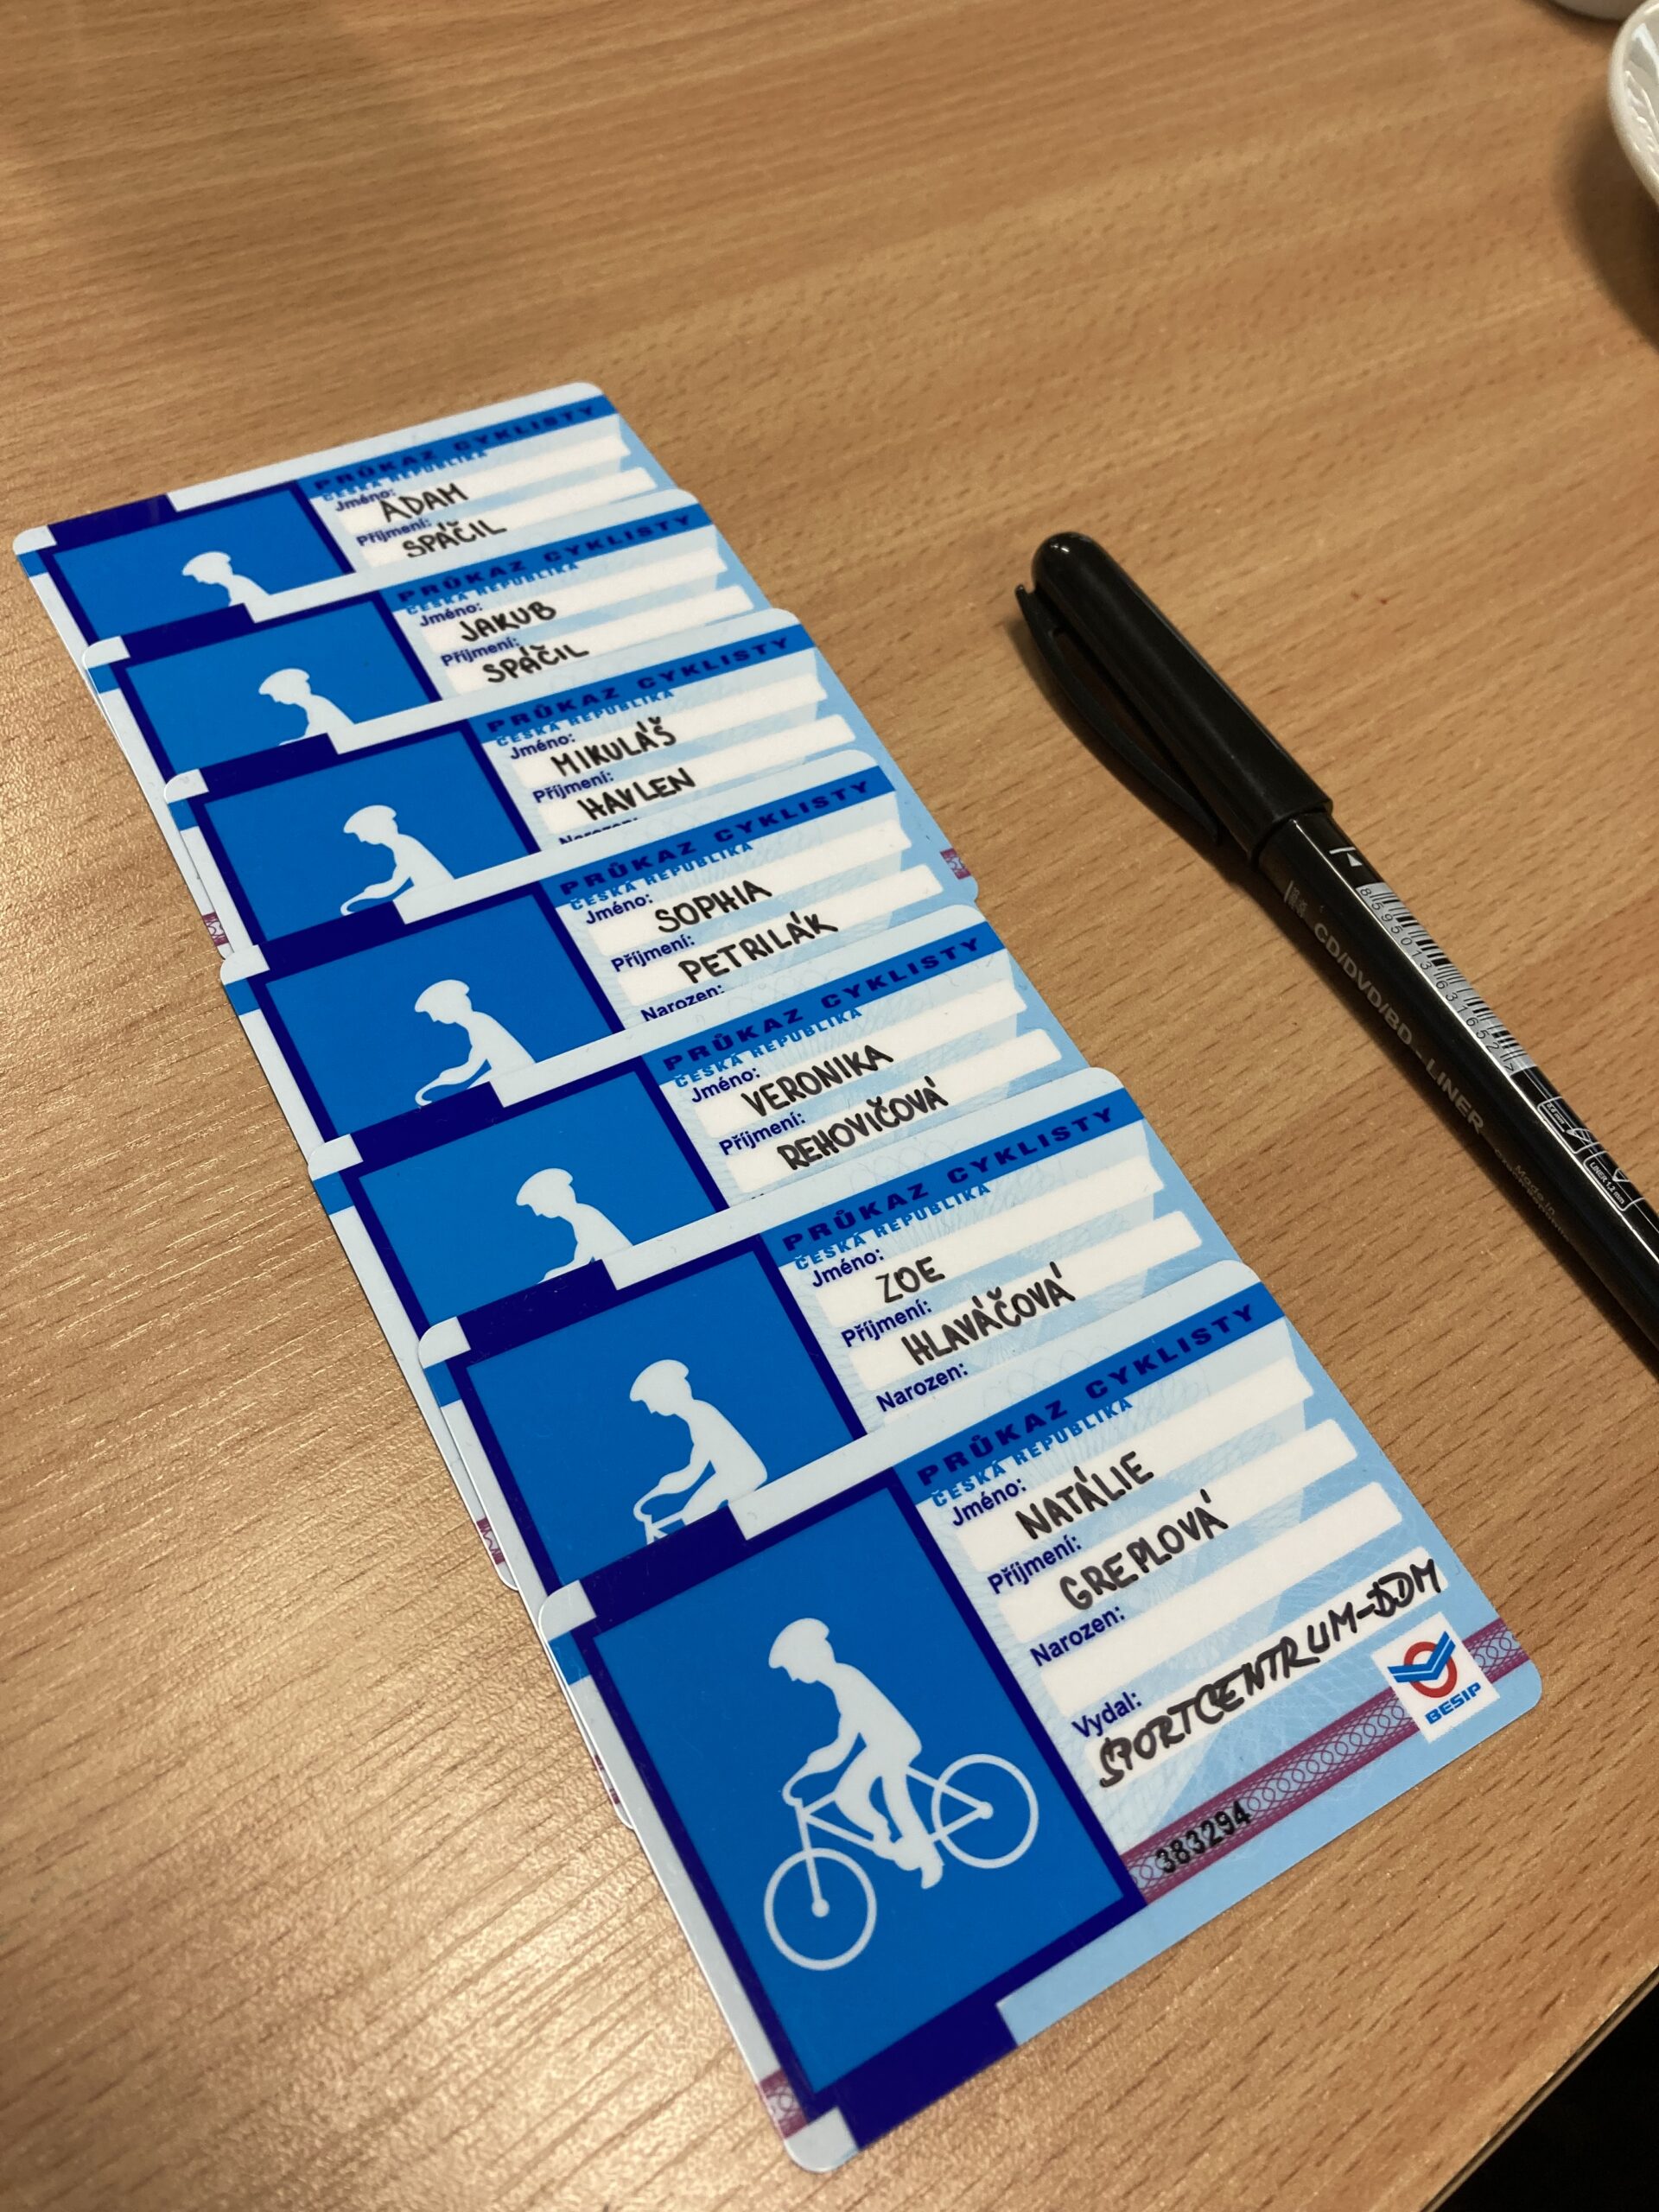 PRŮKAZ CYKLISTY
ČESKÁ REPUBLIKA
Jméno:
ADAM
Příjmení:
SPÁČIL
PRŮKAZ CYKLISTY
ČESKÁ REPUBLIKA
Jméno:
JAKUB
Příjmení:
SPÁČIL
PRŮKAZ CYKLISTY
ČESKÁ REPUBLIKA
Jméno:
MIKULÁŠ
Příjmení:
HAVLEN
Narozen:
PRŮKAZ CYKLISTY
ČESKÁ REPUBLIKA
Jméno:
SOPHIA
Příjmení:
PETRILÁK
Narozen:
PRŮKAZ CYKLISTY
ČESKÁ REPUBLIKA
Jméno:
VERONIKA
Příjmení:
REHOVIČOVÁ
PRŮKAZ CYKLISTY
ČESKÁ REPUBLIKA
Jméno:
ZOE
Příjmení:
HLAVÁČOVÁ
Narozen:
PRŮKAZ CYKLISTY
ČESKÁ REPUBLIKA
Jméno:
NATÁLIE
Příjmení:
GREPLOVÁ
Narozen:
Vydal:
SPORTCENTRUM-DDM
BESIP
383294
8595013631652
CD/DVD/BD-LINER